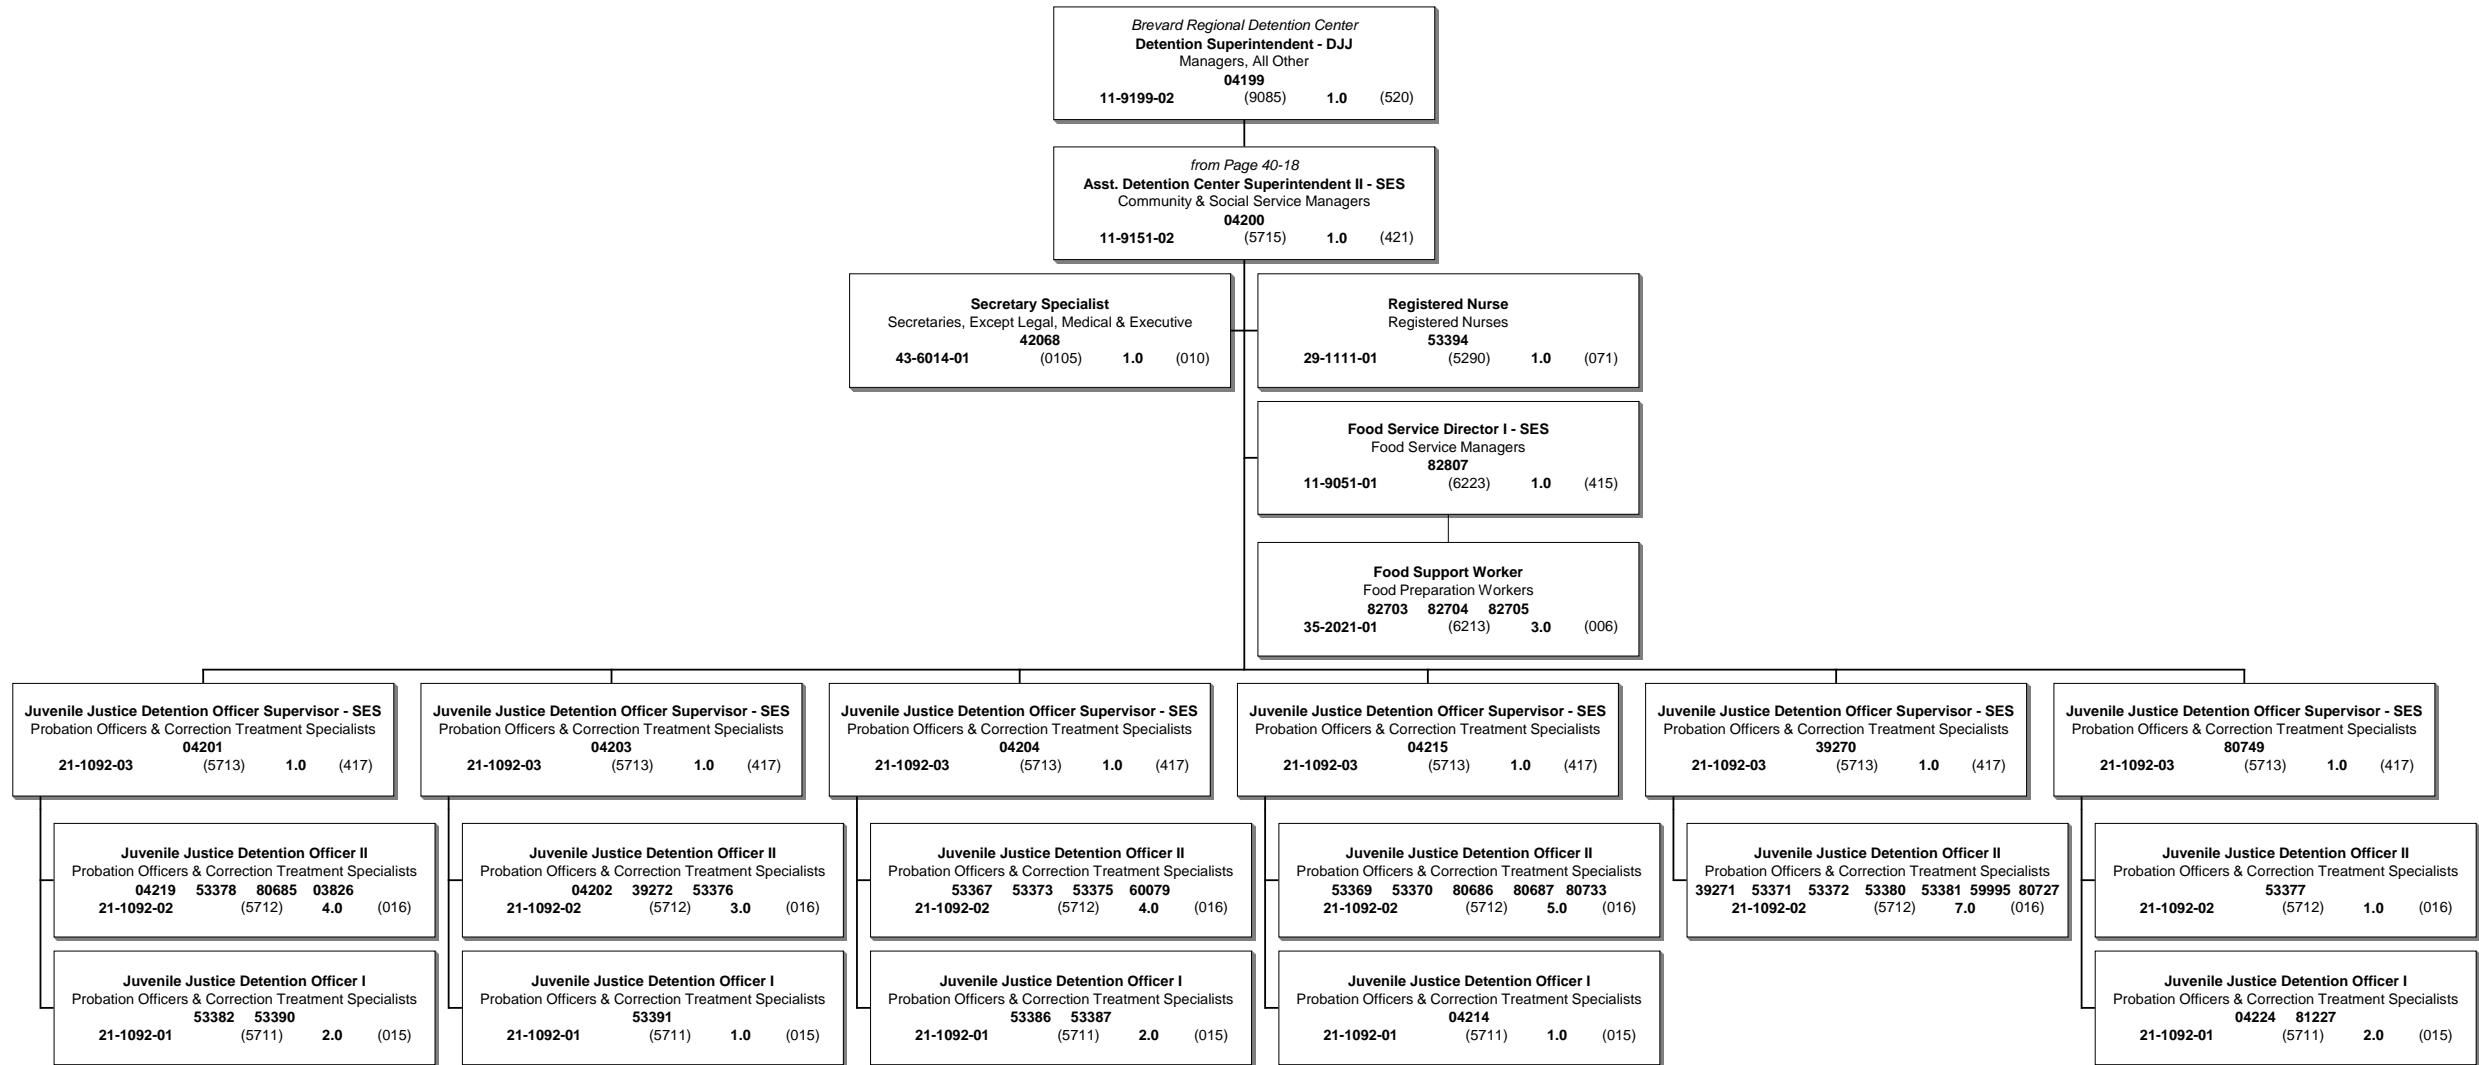 Brevard Regional Detention Center
Detention Superintendent - DJJ
Managers, All Other
04199
11-9199-02 (9085) 1.0 (520)
from Page 40-18
Asst. Detention Center Superintendent II - SES
Community & Social Service Managers
04200
11-9151-02 (5715) 1.0 (421)
Secretary Specialist
Secretaries, Except Legal, Medical & Executive
42068
43-6014-01 (0105) 1.0 (010)
Registered Nurse
Registered Nurses
53394
29-1111-01 (5290) 1.0 (071)
Food Service Director I - SES
Food Service Managers
82807
11-9051-01 (6223) 1.0 (415)
Food Support Worker
Food Preparation Workers
82703 82704 82705
35-2021-01 (6213) 3.0 (006)
Juvenile Justice Detention Officer Supervisor - SES
Probation Officers & Correction Treatment Specialists
04201
21-1092-03 (5713) 1.0 (417)
Juvenile Justice Detention Officer II
Probation Officers & Correction Treatment Specialists
04219 53378 80685 03826
21-1092-02 (5712) 4.0 (016)
Juvenile Justice Detention Officer I
Probation Officers & Correction Treatment Specialists
53382 53390
21-1092-01 (5711) 2.0 (015)
Juvenile Justice Detention Officer Supervisor - SES
Probation Officers & Correction Treatment Specialists
04203
21-1092-03 (5713) 1.0 (417)
Juvenile Justice Detention Officer II
Probation Officers & Correction Treatment Specialists
04202 39272 53376
21-1092-02 (5712) 3.0 (016)
Juvenile Justice Detention Officer I
Probation Officers & Correction Treatment Specialists
53391
21-1092-01 (5711) 1.0 (015)
Juvenile Justice Detention Officer Supervisor - SES
Probation Officers & Correction Treatment Specialists
04204
21-1092-03 (5713) 1.0 (417)
Juvenile Justice Detention Officer II
Probation Officers & Correction Treatment Specialists
53367 53373 53375 60079
21-1092-02 (5712) 4.0 (016)
Juvenile Justice Detention Officer I
Probation Officers & Correction Treatment Specialists
53386 53387
21-1092-01 (5711) 2.0 (015)
Juvenile Justice Detention Officer Supervisor - SES
Probation Officers & Correction Treatment Specialists
04215
21-1092-03 (5713) 1.0 (417)
Juvenile Justice Detention Officer II
Probation Officers & Correction Treatment Specialists
53369 53370 80686 80687 80733
21-1092-02 (5712) 5.0 (016)
Juvenile Justice Detention Officer I
Probation Officers & Correction Treatment Specialists
04214
21-1092-01 (5711) 1.0 (015)
Juvenile Justice Detention Officer Supervisor - SES
Probation Officers & Correction Treatment Specialists
39270
21-1092-03 (5713) 1.0 (417)
Juvenile Justice Detention Officer II
Probation Officers & Correction Treatment Specialists
39271 53371 53372 53380 53381 59995 80727
21-1092-02 (5712) 7.0 (016)
Juvenile Justice Detention Officer Supervisor - SES
Probation Officers & Correction Treatment Specialists
80749
21-1092-03 (5713) 1.0 (417)
Juvenile Justice Detention Officer II
Probation Officers & Correction Treatment Specialists
53377
21-1092-02 (5712) 1.0 (016)
Juvenile Justice Detention Officer I
Probation Officers & Correction Treatment Specialists
04224 81227
21-1092-01 (5711) 2.0 (015)